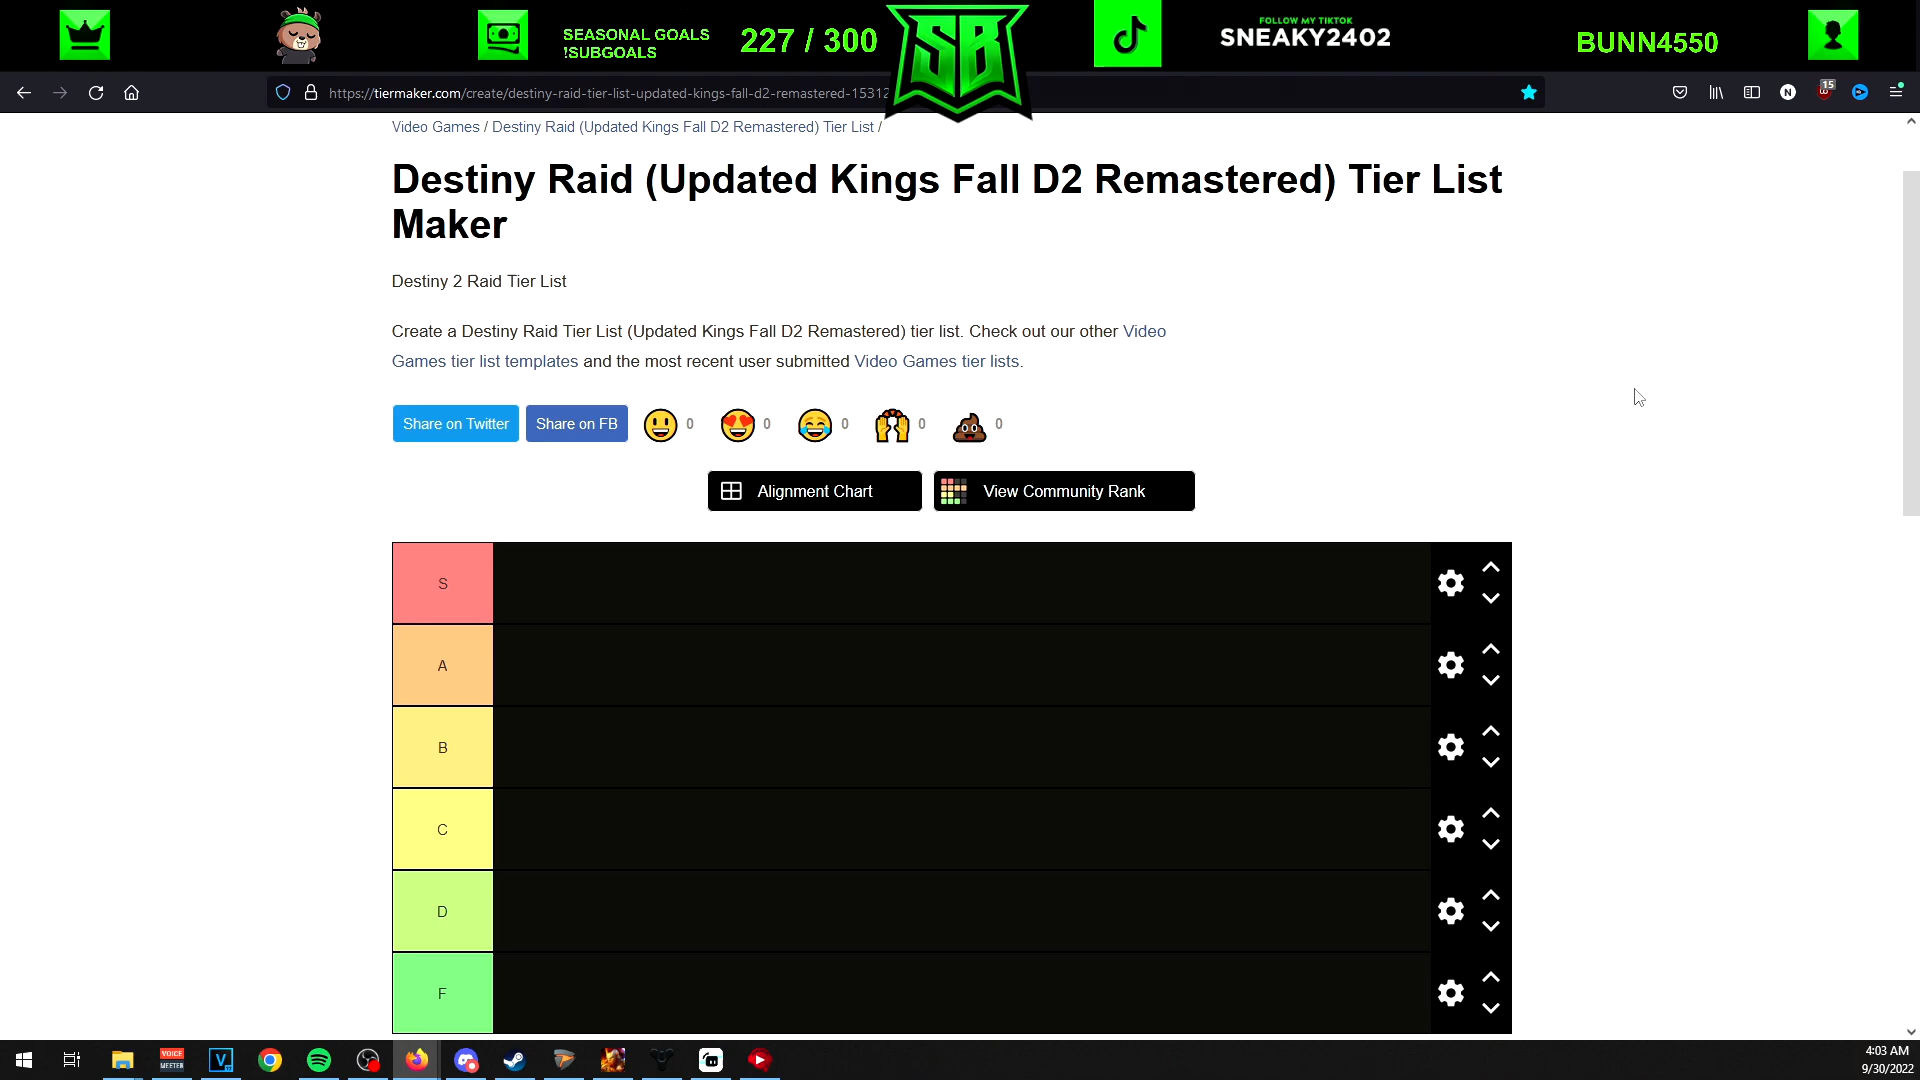 SEASONAL GOALS
!SUBGOALS
227 / 300
SB
FOLLOW MY TIKTOK
SNEAKY2402
BUNN4550
https://tiermaker.com/create/destiny-raid-tier-list-updated-kings-fall-d2-remastered-15312
N
15
Video Games / Destiny Raid (Updated Kings Fall D2 Remastered) Tier List /
Destiny Raid (Updated Kings Fall D2 Remastered) Tier List
Maker
Destiny 2 Raid Tier List
Create a Destiny Raid Tier List (Updated Kings Fall D2 Remastered) tier list. Check out our other Video
Games tier list templates and the most recent user submitted Video Games tier lists.
Share on Twitter
Share on FB
0
0
0
0
0
Alignment Chart
View Community Rank
S
A
B
C
D
F
VOICE
MEETER
V
4:03 AM
9/30/2022